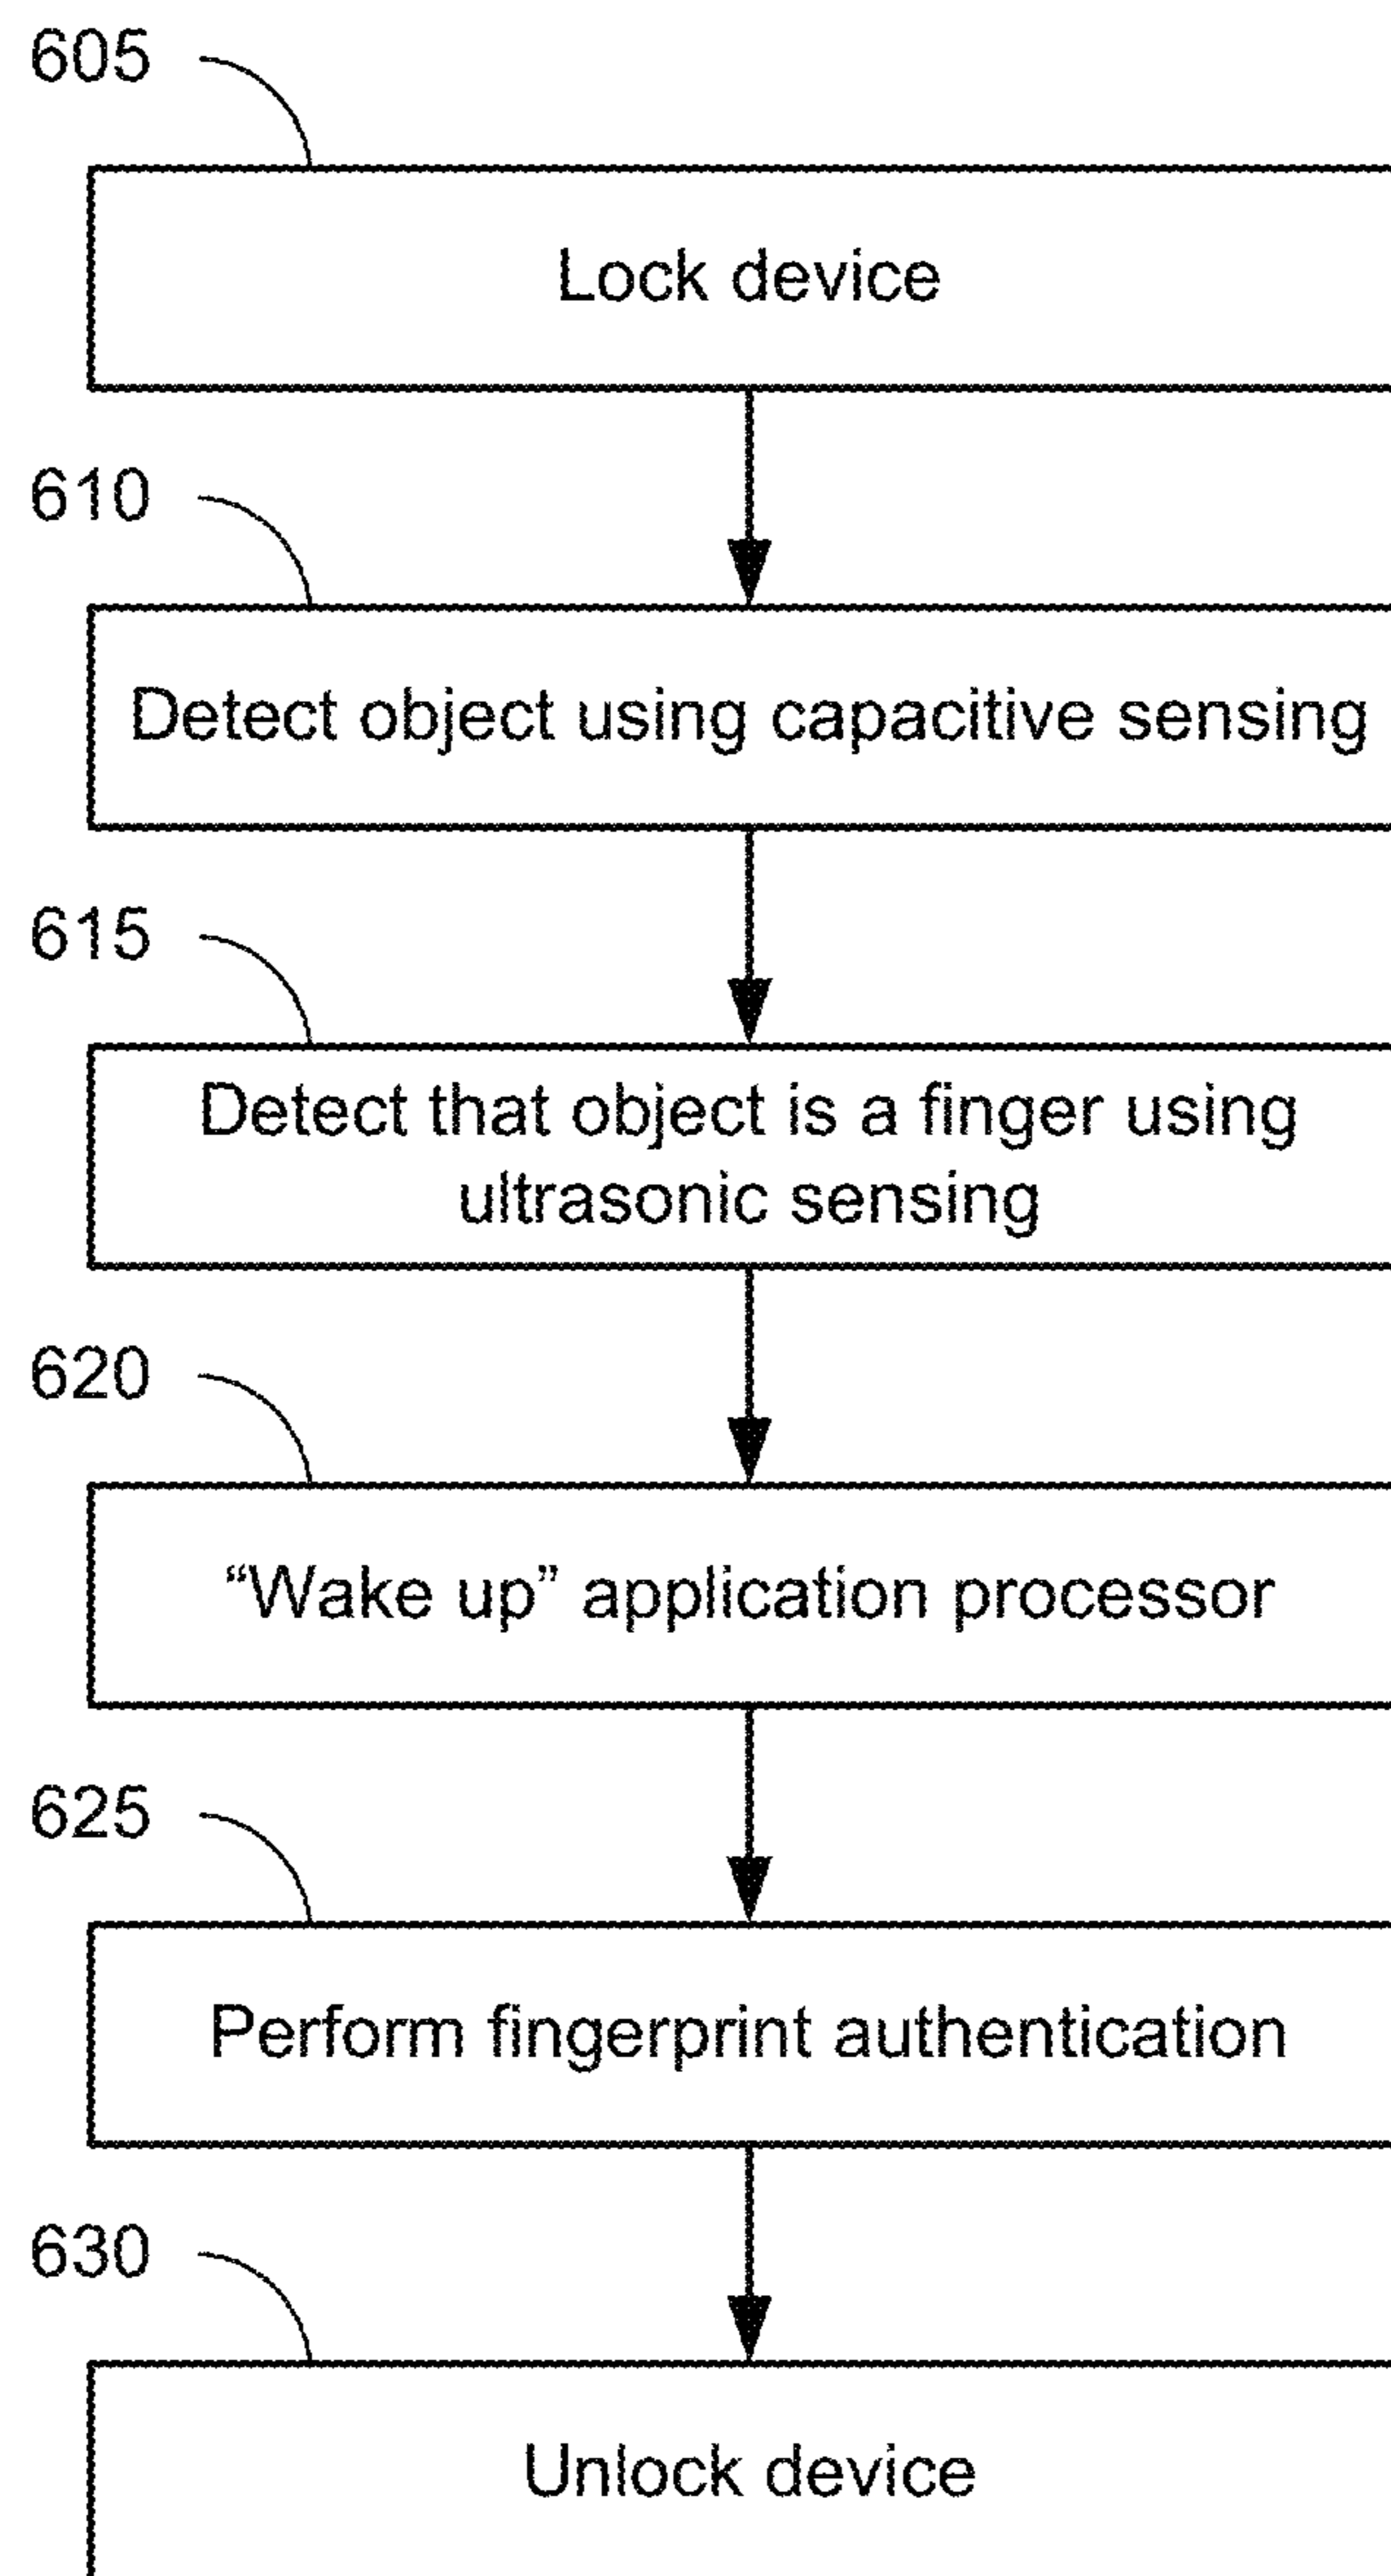 605
Lock device
610
Detect object using capacitive sensing
615
Detect that object is a finger using
ultrasonic sensing
620
“Wake up” application processor
625
Perform fingerprint authentication
630
Unlock device